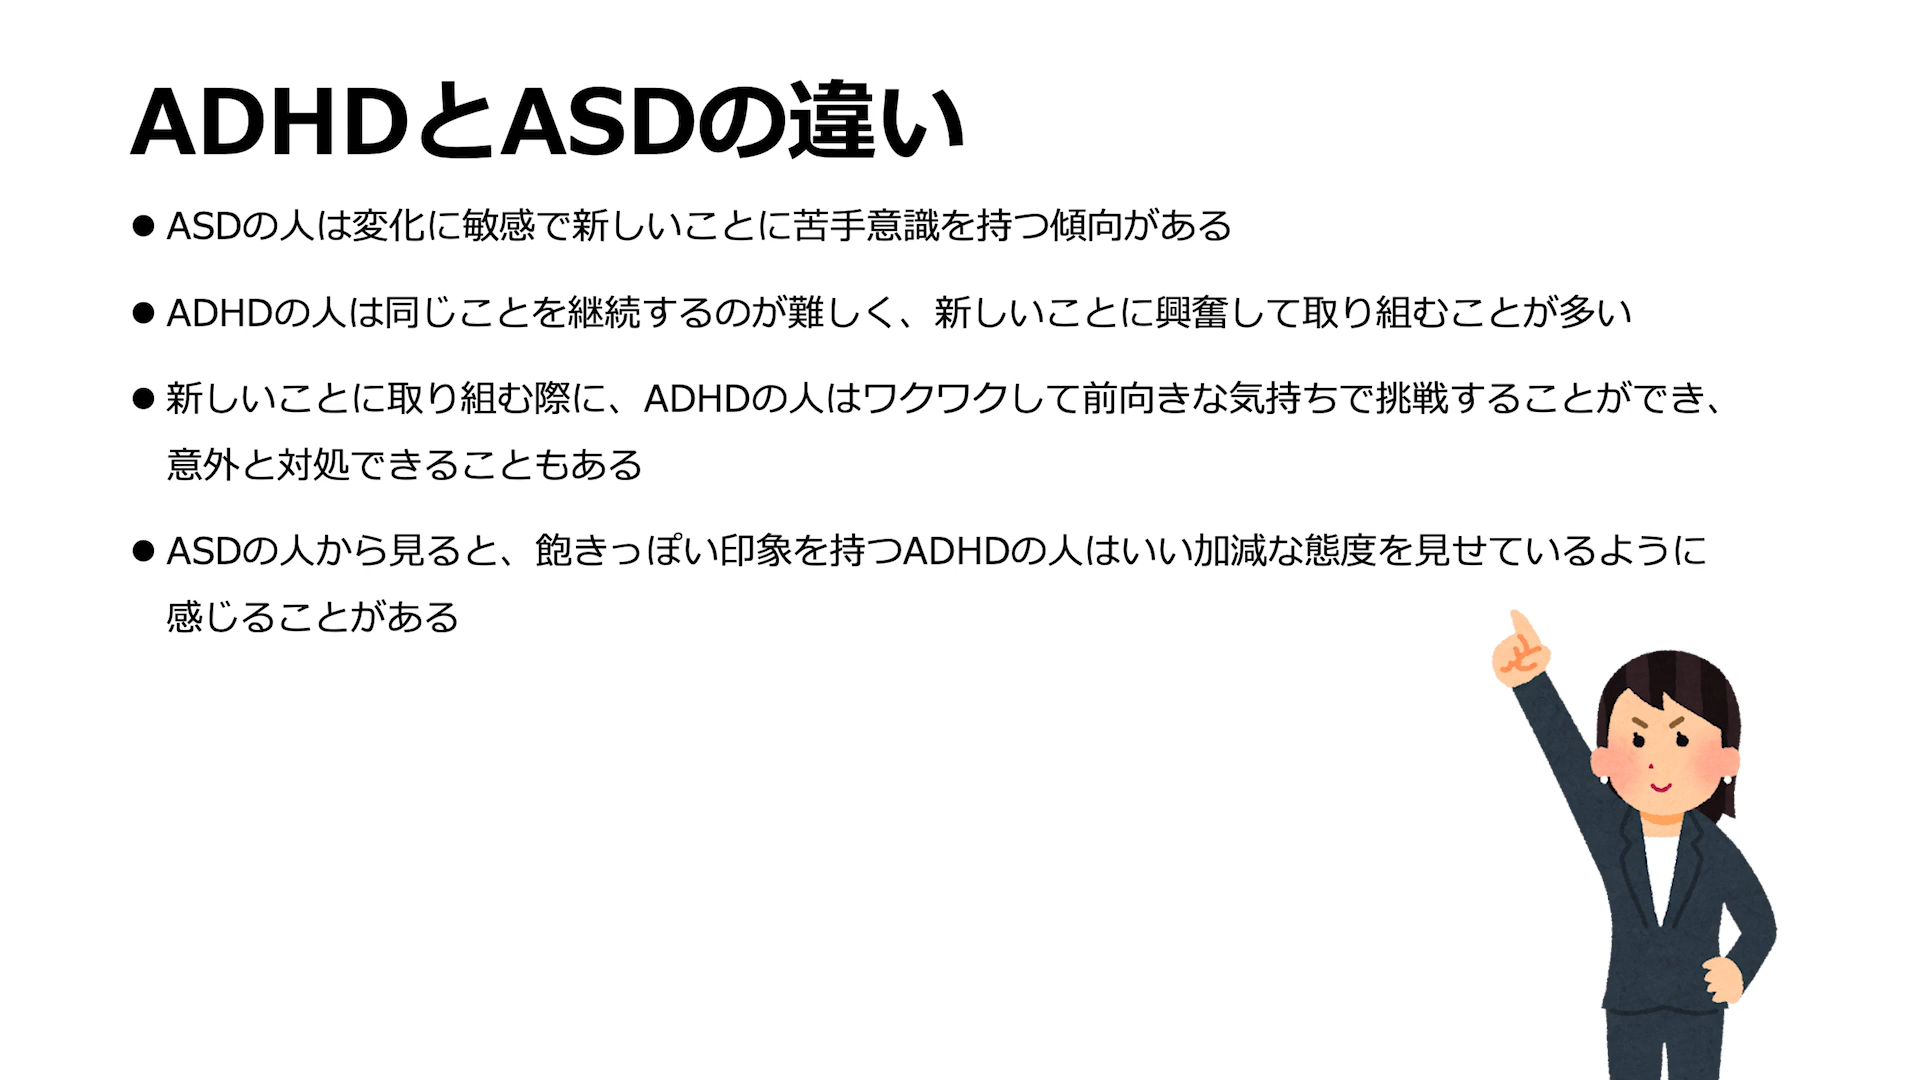 ADHDとASDの違い
●ASDの人は変化に敏感で新しいことに苦手意識を持つ傾向がある
●ADHDの人は同じことを継続するのが難しく、新しいことに興奮して取り組むことが多い
●新しいことに取り組む際に、ADHDの人はワクワクして前向きな気持ちで挑戦することができ、
意外と対処できることもある
●ASDの人から見ると、飽きっぽい印象を持つADHDの人はいい加減な態度を見せているように
感じることがある